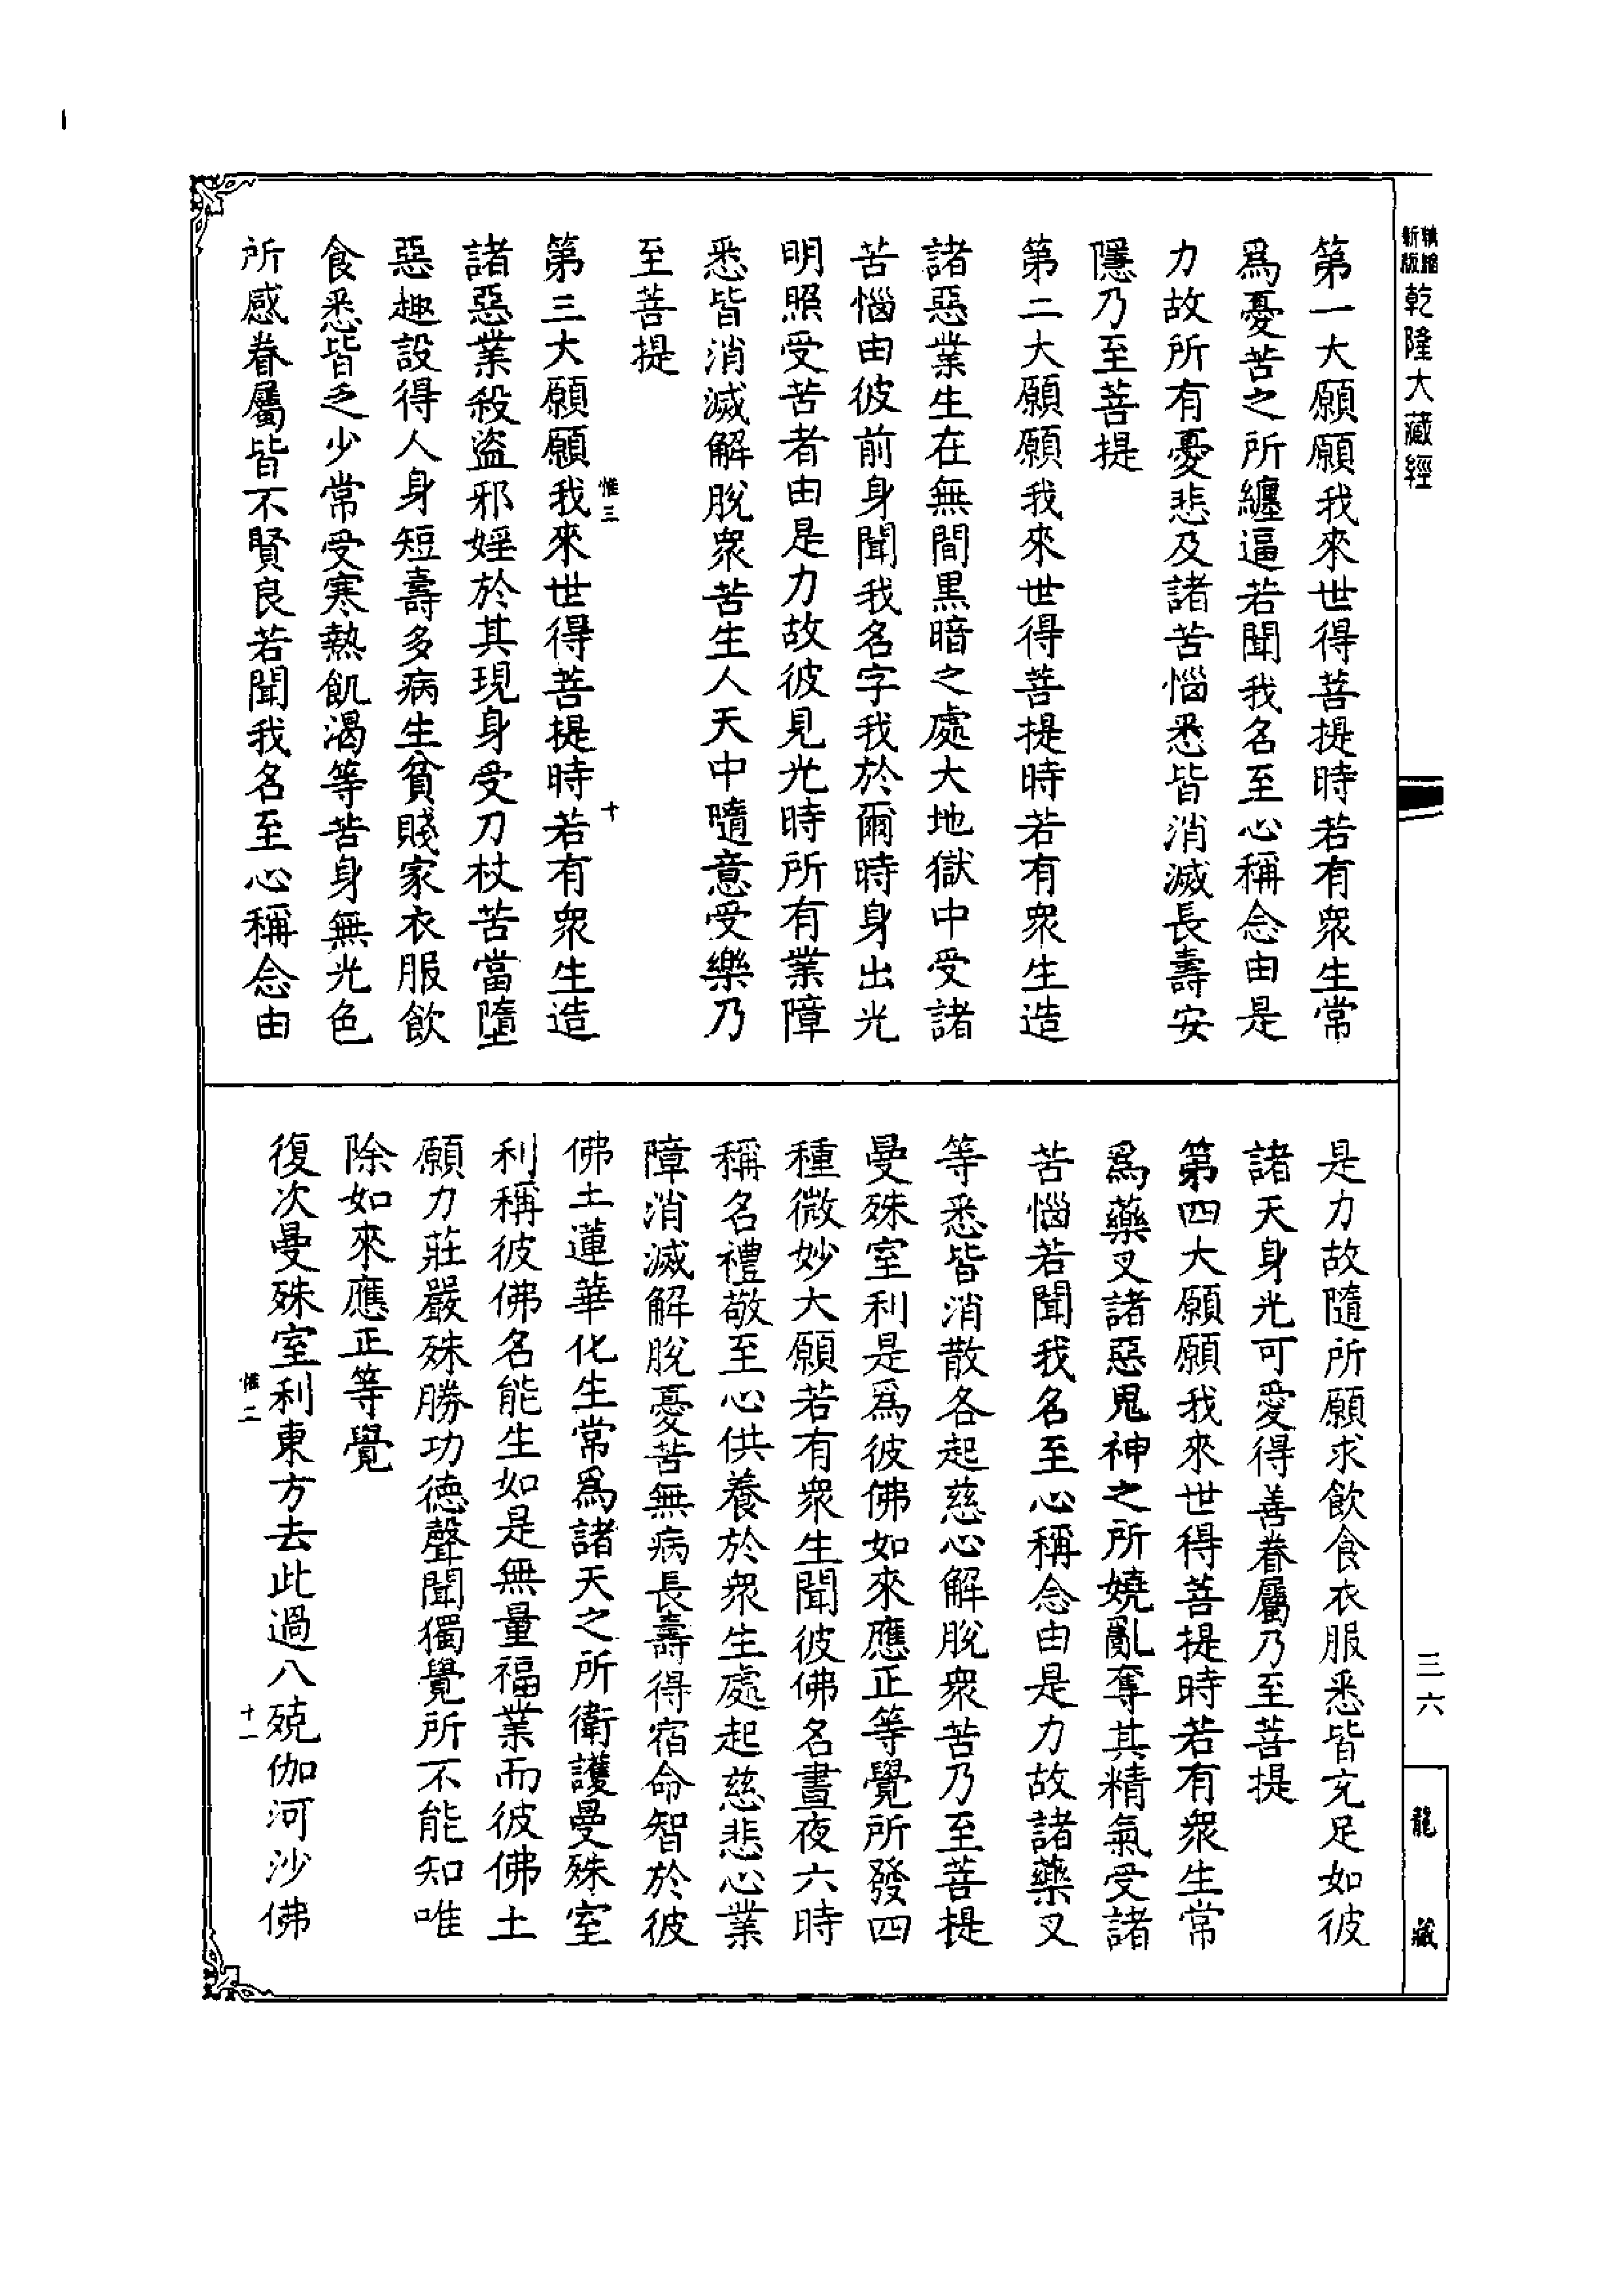 新版
精縮
乾隆大藏經
第一大願願我來世得菩提時若有衆生常
爲憂苦之所纏逼若聞我名至心稱念由是
力故所有憂悲及諸苦惱悉皆消滅長壽安
隱乃至菩提
第二大願願我來世得菩提時若有衆生造
諸惡業生在無間黑暗之處大地獄中受諸
苦惱由彼前身聞我名字我於爾時身出光
明照受苦者由是力故彼見光時所有業障
悉皆消滅解脫衆苦生人天中隨意受樂乃
至菩提
惟三 十
第三大願願我來世得菩提時若有衆生造
諸惡業殺盜邪婬於其現身受刀杖苦當墮
惡趣設得人身短壽多病生貧賤家衣服飲
食悉皆乏少常受寒熱飢渴等苦身無光色
所感眷屬皆不賢良若聞我名至心稱念由
是力故隨所願求飲食衣服悉皆充足如彼
諸天身光可愛得善眷屬乃至菩提
第四大願願我來世得菩提時若有衆生常
爲藥叉諸惡鬼神之所嬈亂奪其精氣受諸
苦惱若聞我名至心稱念由是力故諸藥叉
等悉皆消散各起慈心解脫衆苦乃至菩提
曼殊室利是爲彼佛如來應正等覺所發四
種微妙大願若有衆生聞彼佛名晝夜六時
稱名禮敬至心供養於衆生處起慈悲心業
障消滅解脫憂苦無病長壽得宿命智於彼
佛土蓮華化生常爲諸天之所衛護曼殊室
利稱彼佛名能生如是無量福業而彼佛土
願力莊嚴殊勝功德聲聞獨覺所不能知唯
除如來應正等覺
復次曼殊室利東方去此過八殑伽河沙佛
惟二 十一
三六
龍藏